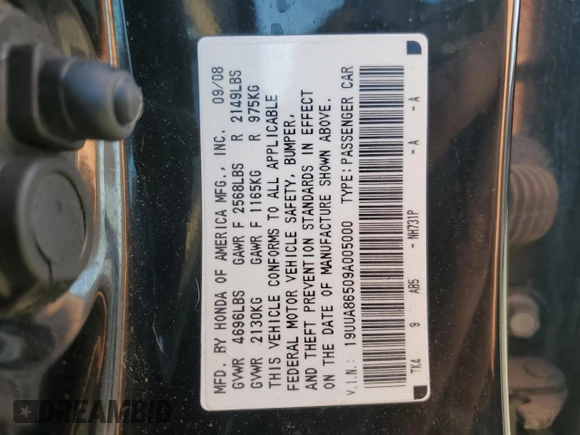 MFD. BY HONDA OF AMERICA MFG., INC. 09/08
GVWR 4696LBS GAWR F 2568LBS R 2149LBS
GVWR 2130KG GAWR F 1165KG R 975KG
THIS VEHICLE CONFORMS TO ALL APPLICABLE
FEDERAL MOTOR VEHICLE SAFETY, BUMPER,
AND THEFT PREVENTION STANDARDS IN EFFECT
ON THE DATE OF MANUFACTURE SHOWN ABOVE.
V.I.N.: 19UUA86509A005000 TYPE:PASSENGER CAR
TK4 9 AB5 - NH731P - A - A
DREAMBID